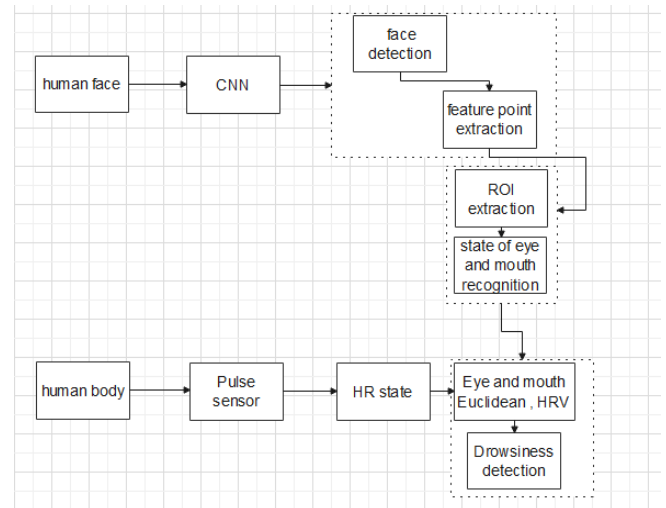 face
detection
human face
CNN
feature point
extraction
ROI
extraction
state of eye
and mouth
recognition
human body
Pulse
sensor
HR state
Eye and mouth
Euclidean , HRV
Drowsiness
detection